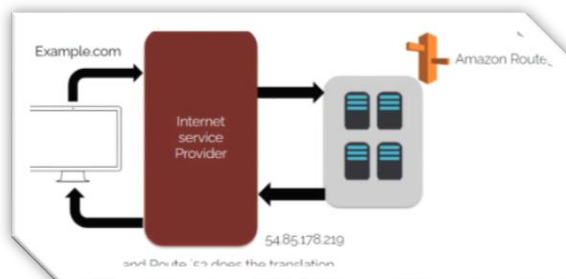 Example.com
Amazon Route
Internet
service
Provider
54.85.178.219
and Route '53 does the translation